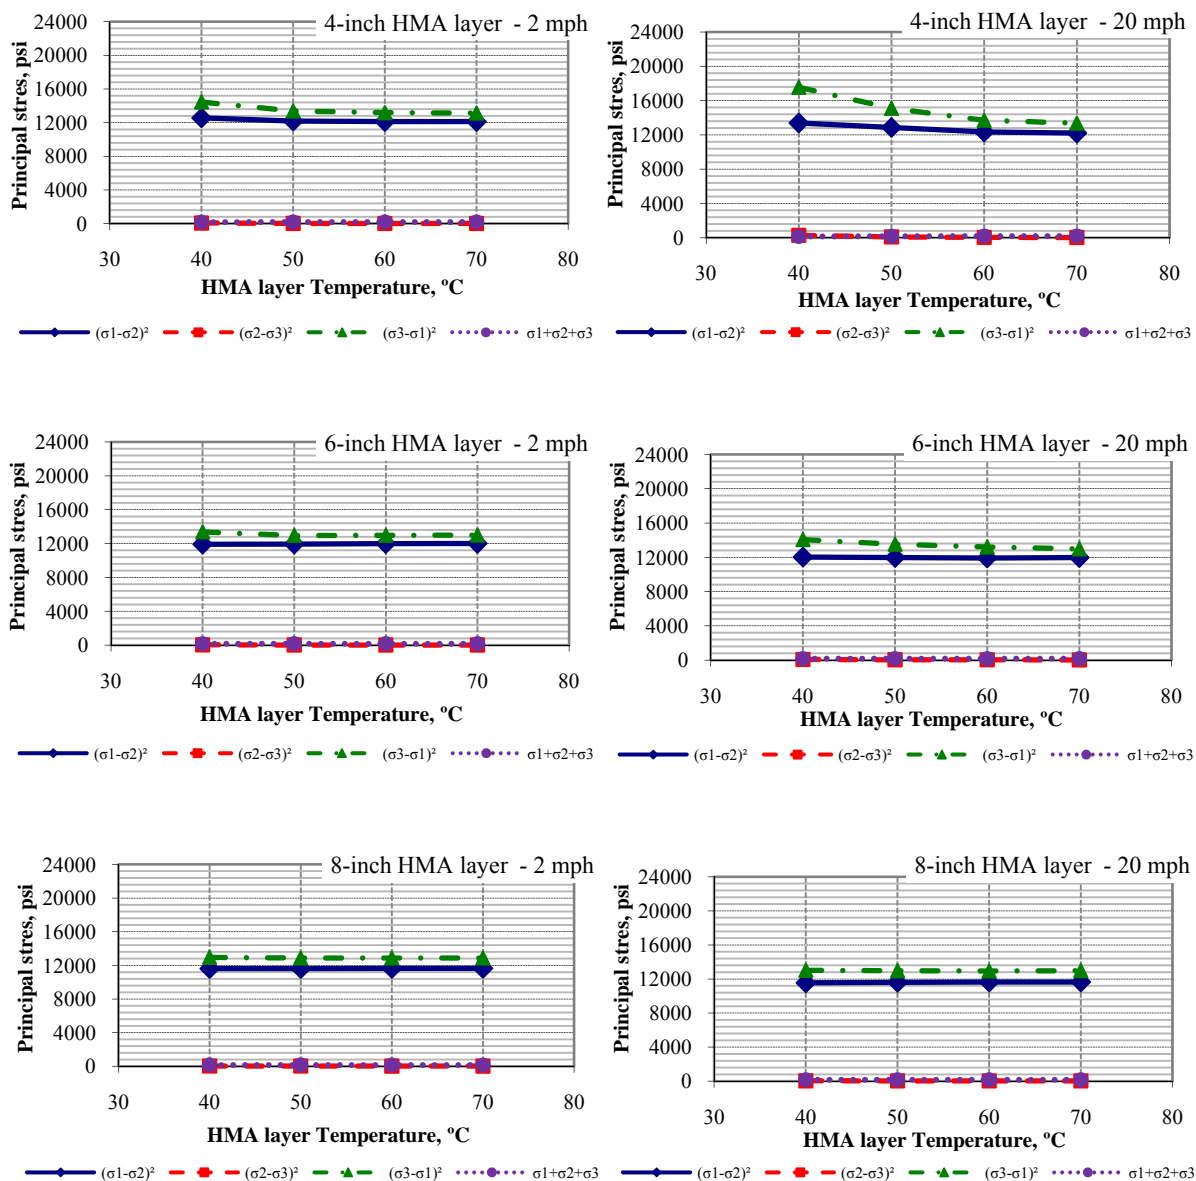 4-inch HMA layer - 2 mph
Principal stres, psi
24000
20000
16000
12000
8000
4000
0
30 40 50 60 70 80
HMA layer Temperature, ºC
(σ1-σ2)² (σ2-σ3)² (σ3-σ1)² σ1+σ2+σ3
4-inch HMA layer - 20 mph
Principal stres, psi
24000
20000
16000
12000
8000
4000
0
30 40 50 60 70 80
HMA layer Temperature, ºC
(σ1-σ2)² (σ2-σ3)² (σ3-σ1)² σ1+σ2+σ3
6-inch HMA layer - 2 mph
Principal stres, psi
24000
20000
16000
12000
8000
4000
0
30 40 50 60 70 80
HMA layer Temperature, ºC
(σ1-σ2)² (σ2-σ3)² (σ3-σ1)² σ1+σ2+σ3
6-inch HMA layer - 20 mph
Principal stres, psi
24000
20000
16000
12000
8000
4000
0
30 40 50 60 70 80
HMA layer Temperature, ºC
(σ1-σ2)² (σ2-σ3)² (σ3-σ1)² σ1+σ2+σ3
8-inch HMA layer - 2 mph
Principal stres, psi
24000
20000
16000
12000
8000
4000
0
30 40 50 60 70 80
HMA layer Temperature, ºC
(σ1-σ2)² (σ2-σ3)² (σ3-σ1)² σ1+σ2+σ3
8-inch HMA layer - 20 mph
Principal stres, psi
24000
20000
16000
12000
8000
4000
0
30 40 50 60 70 80
HMA layer Temperature, ºC
(σ1-σ2)² (σ2-σ3)² (σ3-σ1)² σ1+σ2+σ3